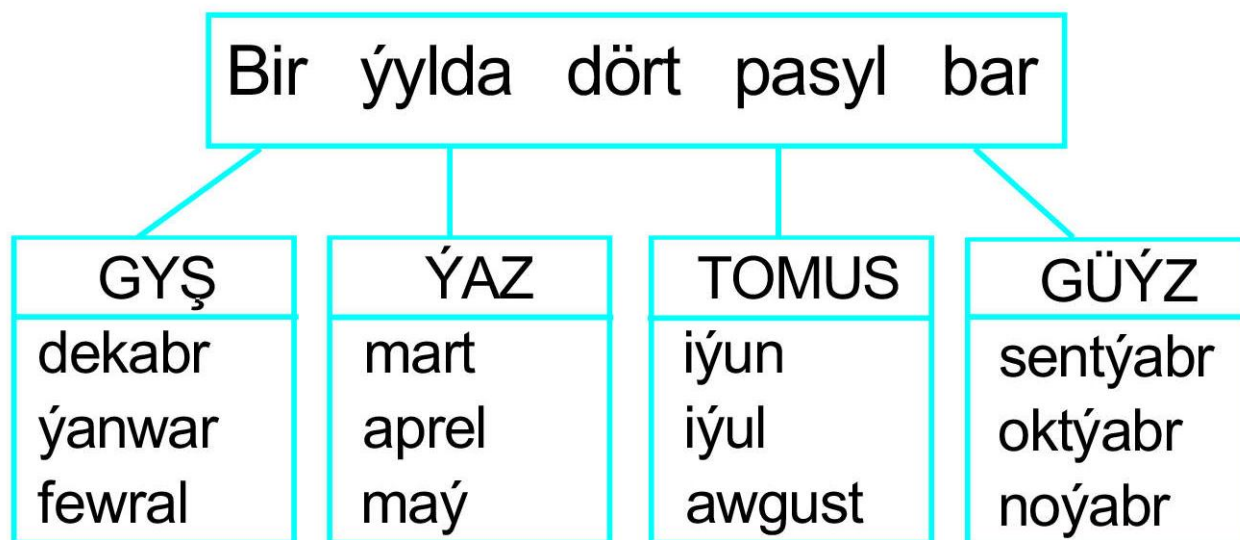 Bir ýylda dört pasyl bar
GYŞ
dekabr
ýanwar
fewral
ÝAZ
mart
aprel
maý
TOMUS
iýun
iýul
awgust
GÜÝZ
sentýabr
oktýabr
noýabr